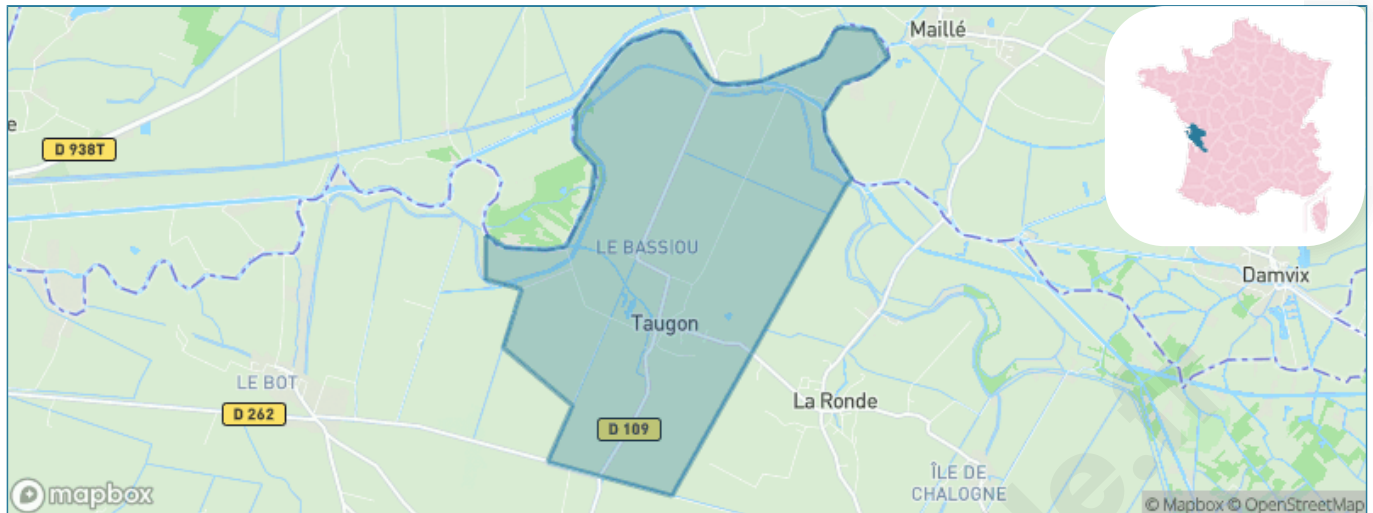 Maillé
e
D 938T
LE BASSIOU
Damvix
Taugon
LE BOT
La Ronde
D 262
D 109
ÎLE DE
CHALOGNE
mapbox
© Mapbox © OpenStreetMap